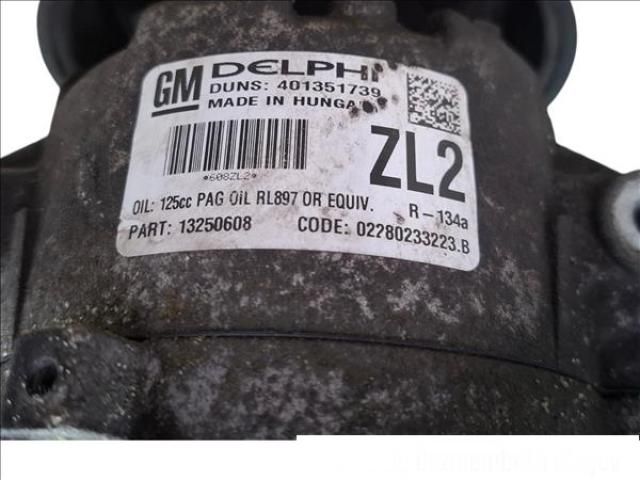 GM DELPHI
DUNS: 401351739
MADE IN HUNGA
*608ZL2*
ZL2
OIL: 125cc PAG OIL RL897 OR EQUIV. R-134a
PART: 13250608 CODE: 02280233223.B